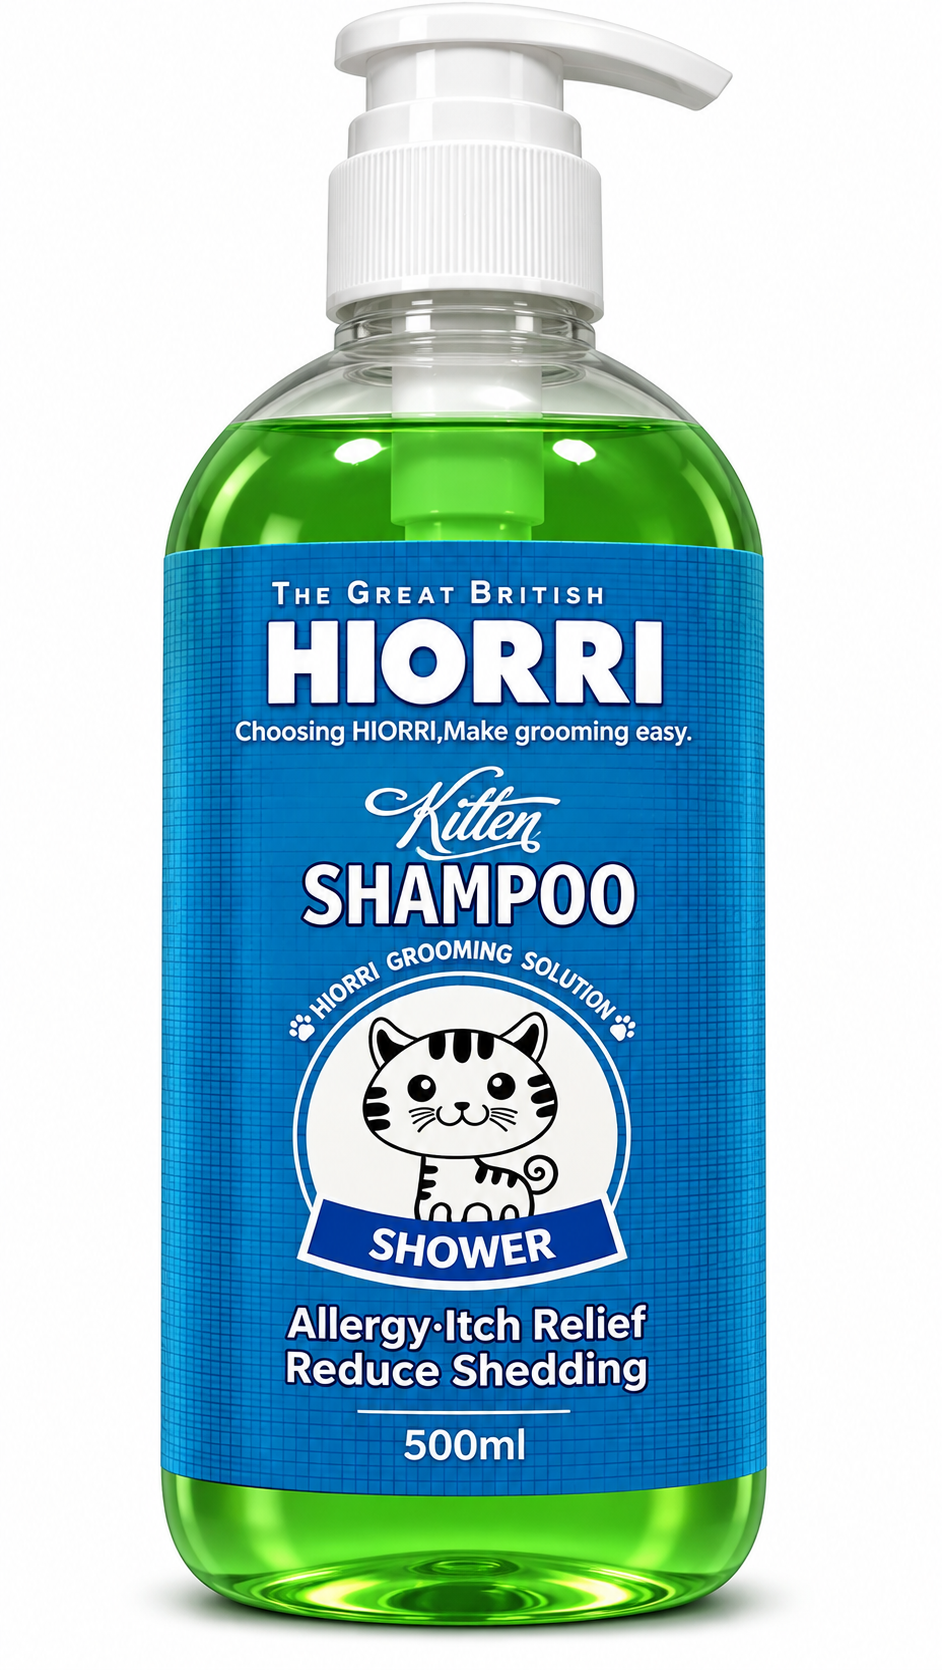 THE GREAT BRITISH
HIORRI
Choosing HIORRI,Make grooming easy.
Kitten
SHAMPOO
HIORRI GROOMING SOLUTION
SHOWER
Allergy·Itch Relief
Reduce Shedding
500ml